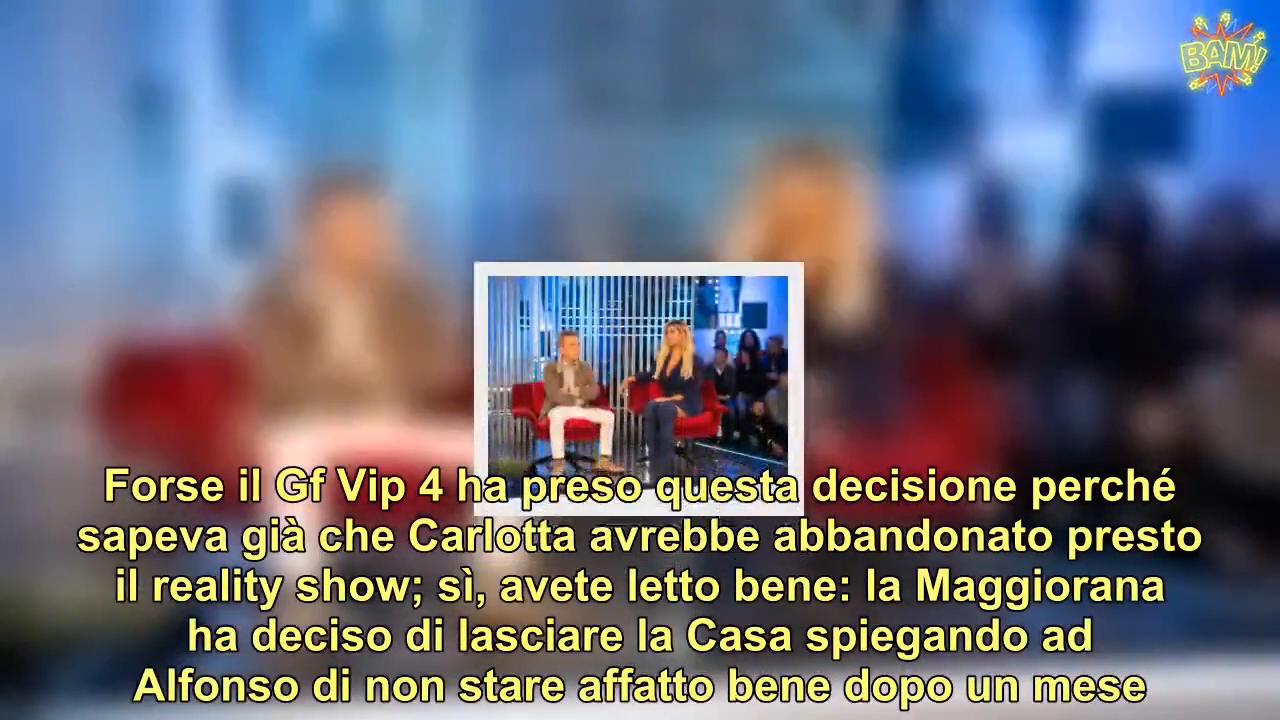 BAM!
Forse il Gf Vip 4 ha preso questa decisione perché
sapeva già che Carlotta avrebbe abbandonato presto
il reality show; sì, avete letto bene: la Maggiorana
ha deciso di lasciare la Casa spiegando ad
Alfonso di non stare affatto bene dopo un mese